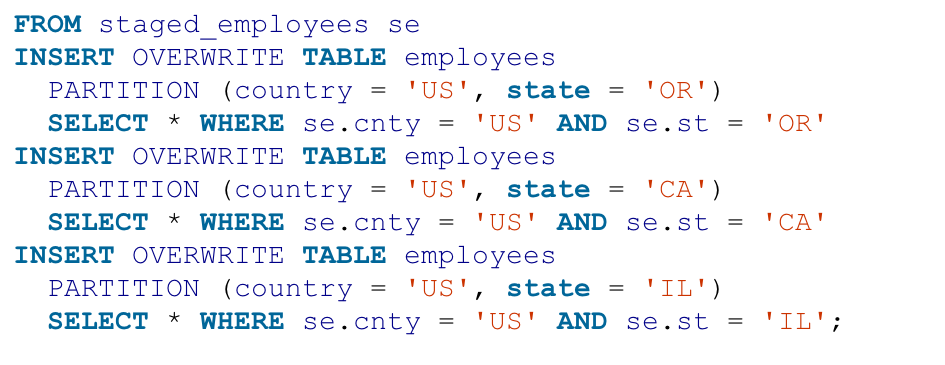 FROM staged_employees se
INSERT OVERWRITE TABLE employees
  PARTITION (country = 'US', state = 'OR')
  SELECT * WHERE se.cnty = 'US' AND se.st = 'OR'
INSERT OVERWRITE TABLE employees
  PARTITION (country = 'US', state = 'CA')
  SELECT * WHERE se.cnty = 'US' AND se.st = 'CA'
INSERT OVERWRITE TABLE employees
  PARTITION (country = 'US', state = 'IL')
  SELECT * WHERE se.cnty = 'US' AND se.st = 'IL';